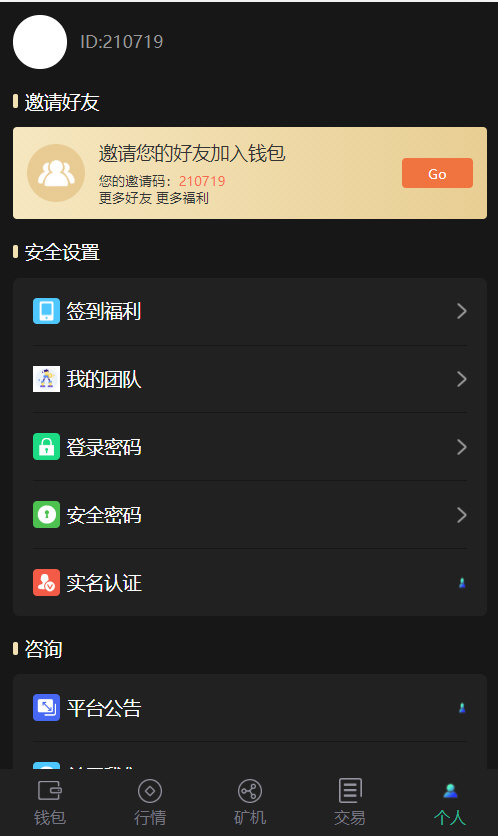 ID:210719
邀请好友
邀请您的好友加入钱包
您的邀请码：210719
Go
更多好友 更多福利
安全设置
签到福利
我的团队
登录密码
安全密码
实名认证
咨询
平台公告
钱包
行情
矿机
交易
个人